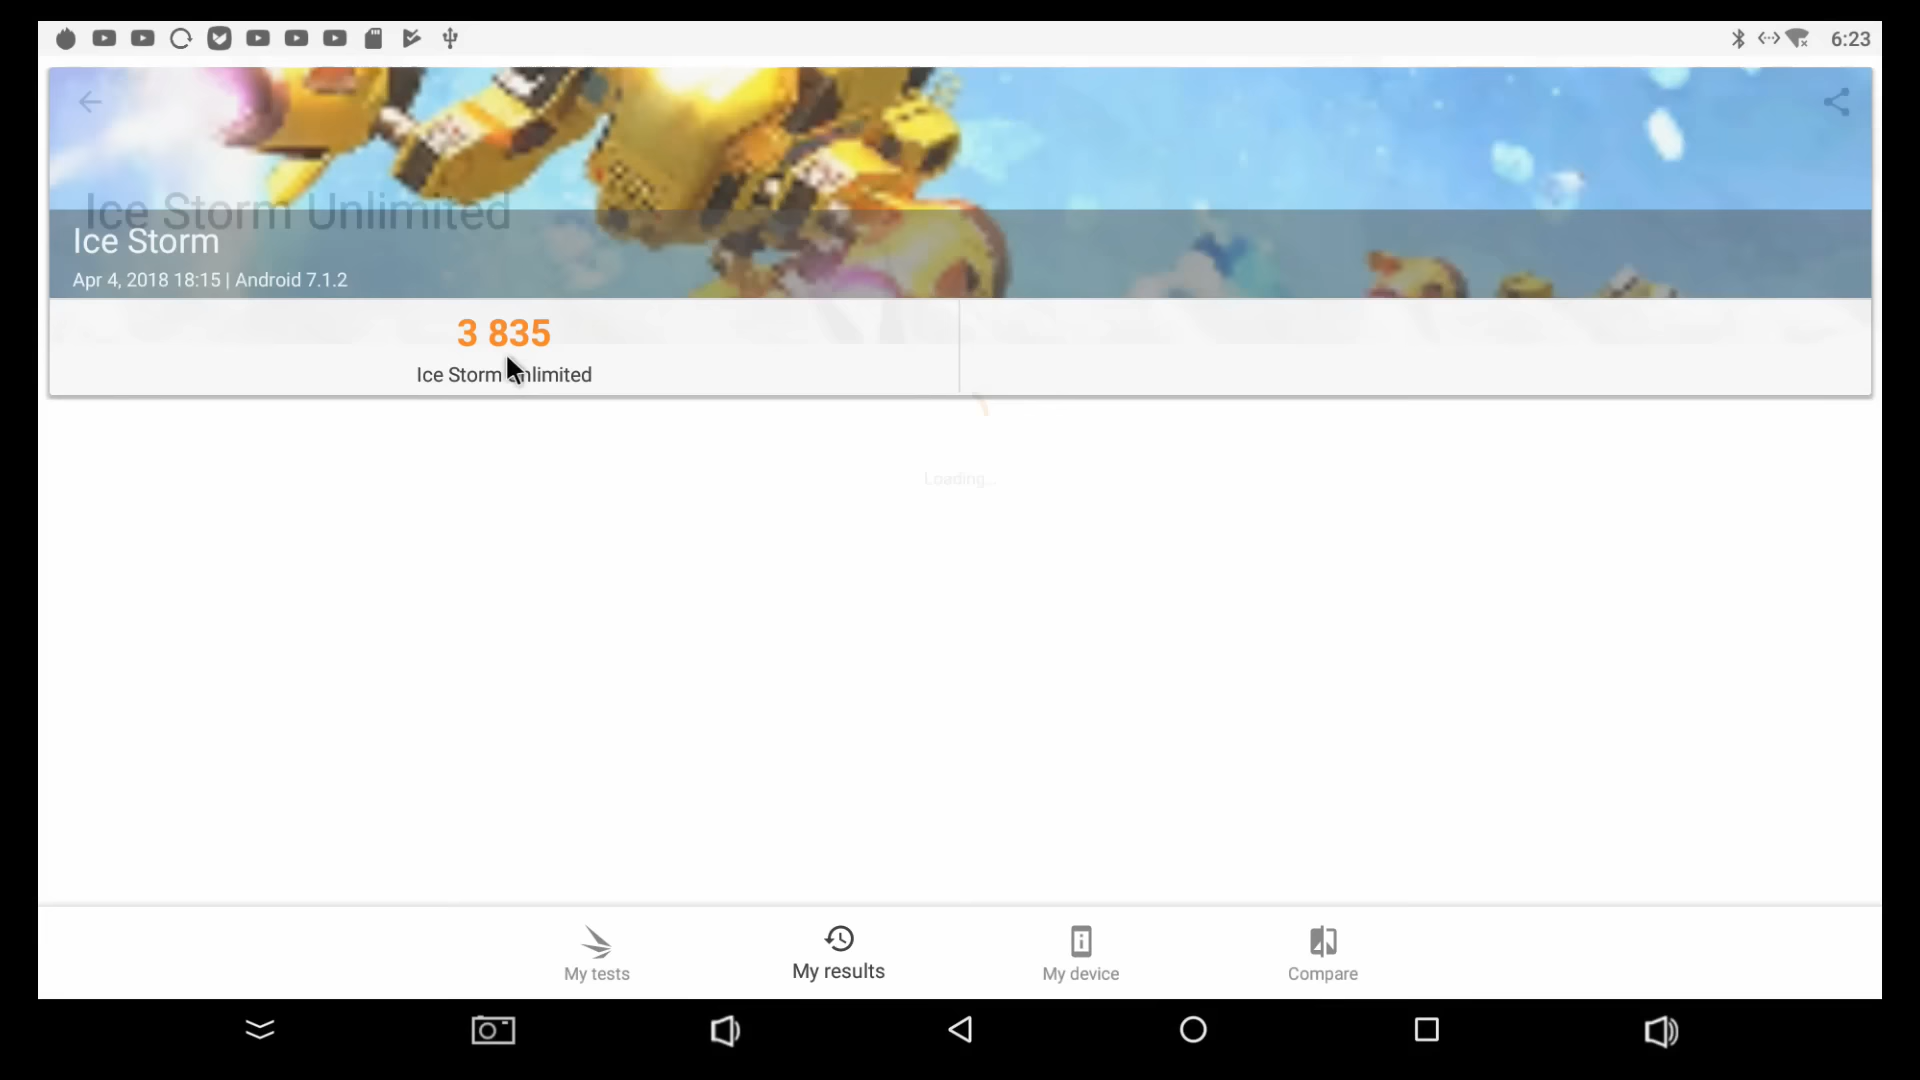 6:23
Ice Storm Unlimited
Ice Storm
Apr 4, 2018 18:15 | Android 7.1.2
3 835
Ice Storm Unlimited
Loading...
My tests
My results
My device
Compare